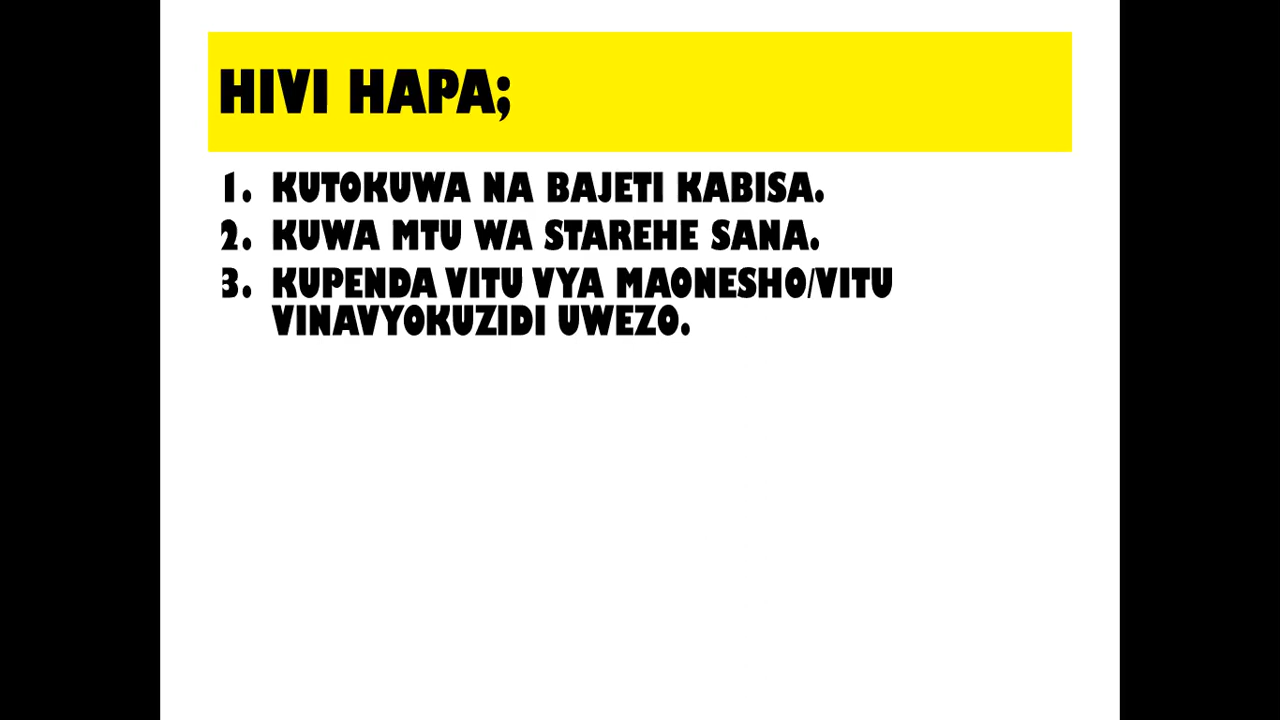 HIVI HAPA;
1. KUTOKUWA NA BAJETI KABISA.
2. KUWA MTU WA STAREHE SANA.
3. KUPENDA VITU VYA MAONESHO/VITU
VINAVYOKUZIDI UWEZO.